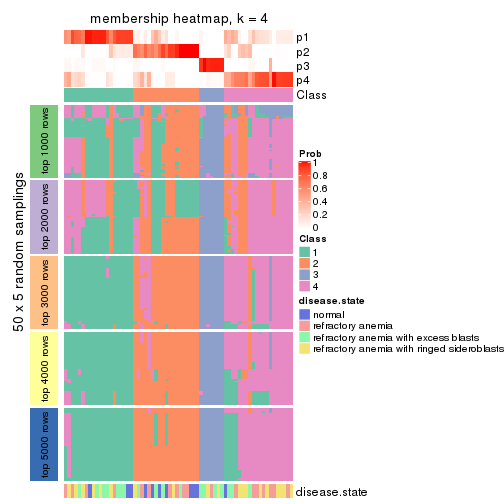 membership heatmap, k = 4
p1
p2
p3
p4
Class
50 x 5 random samplings
top 1000 rows
top 2000 rows
top 3000 rows
top 4000 rows
top 5000 rows
Prob
1
0.8
0.6
0.4
0.2
0
Class
1
2
3
4
disease.state
normal
refractory anemia
refractory anemia with excess blasts
refractory anemia with ringed sideroblasts
disease.state